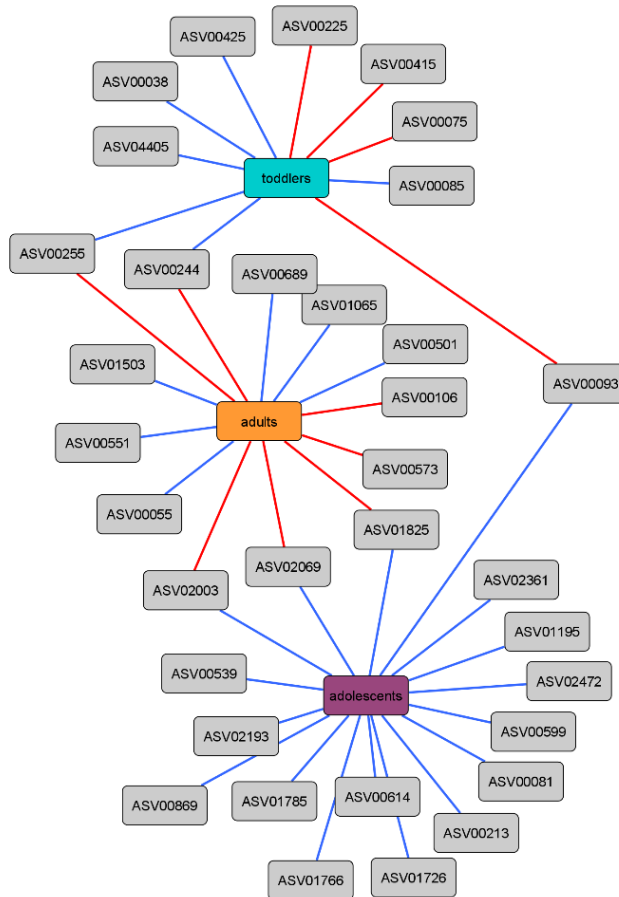 ASV00225
ASV00425
ASV00415
ASV00038
ASV00075
ASV04405
toddlers
ASV00085
ASV00255
ASV00244
ASV00689
ASV01065
ASV00501
ASV01503
ASV00093
ASV00106
adults
ASV00551
ASV00573
ASV00055
ASV01825
ASV02069
ASV02003
ASV02361
ASV01195
ASV00539
ASV02472
adolescents
ASV00599
ASV02193
ASV00081
ASV00869
ASV01785
ASV00614
ASV00213
ASV01766
ASV01726